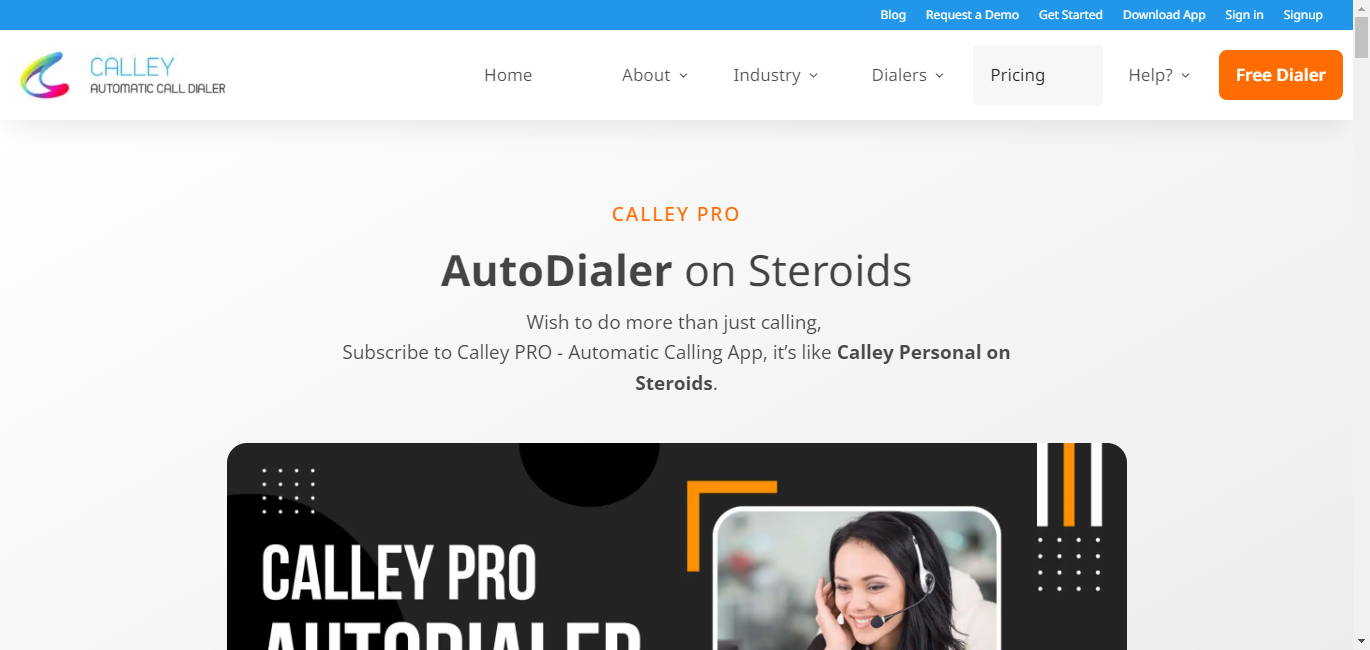 Blog Request a Demo Get Started Download App Sign in Signup
CALLEY
AUTOMATIC CALL DIALER
Home About Industry Dialers Pricing Help? Free Dialer
CALLEY PRO
AutoDialer on Steroids
Wish to do more than just calling,
Subscribe to Calley PRO - Automatic Calling App, it’s like Calley Personal on
Steroids.
CALLEY PRO
AUTODIALER